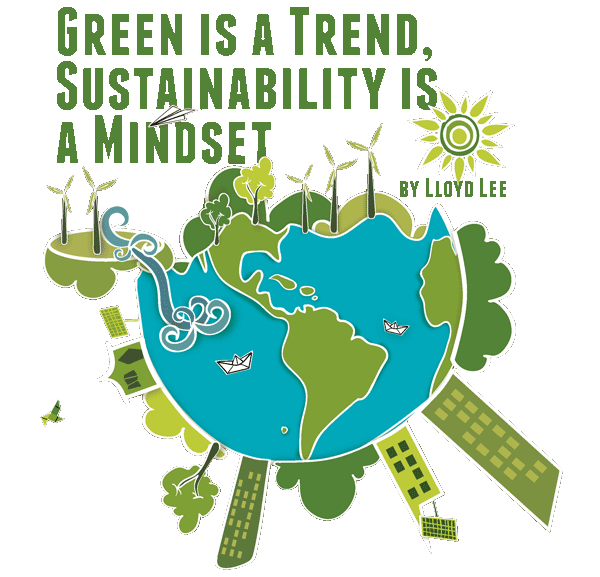 Green is a Trend,
Sustainability is
a Mindset
by Lloyd Lee